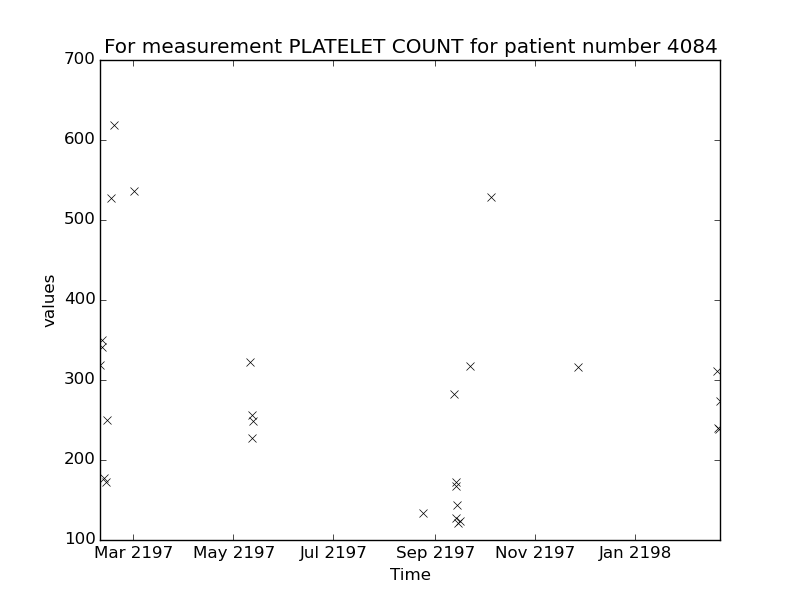 For measurement PLATELET COUNT for patient number 4084
700
600
500
400
300
200
100
values
Mar 2197 May 2197 Jul 2197 Sep 2197 Nov 2197 Jan 2198
Time